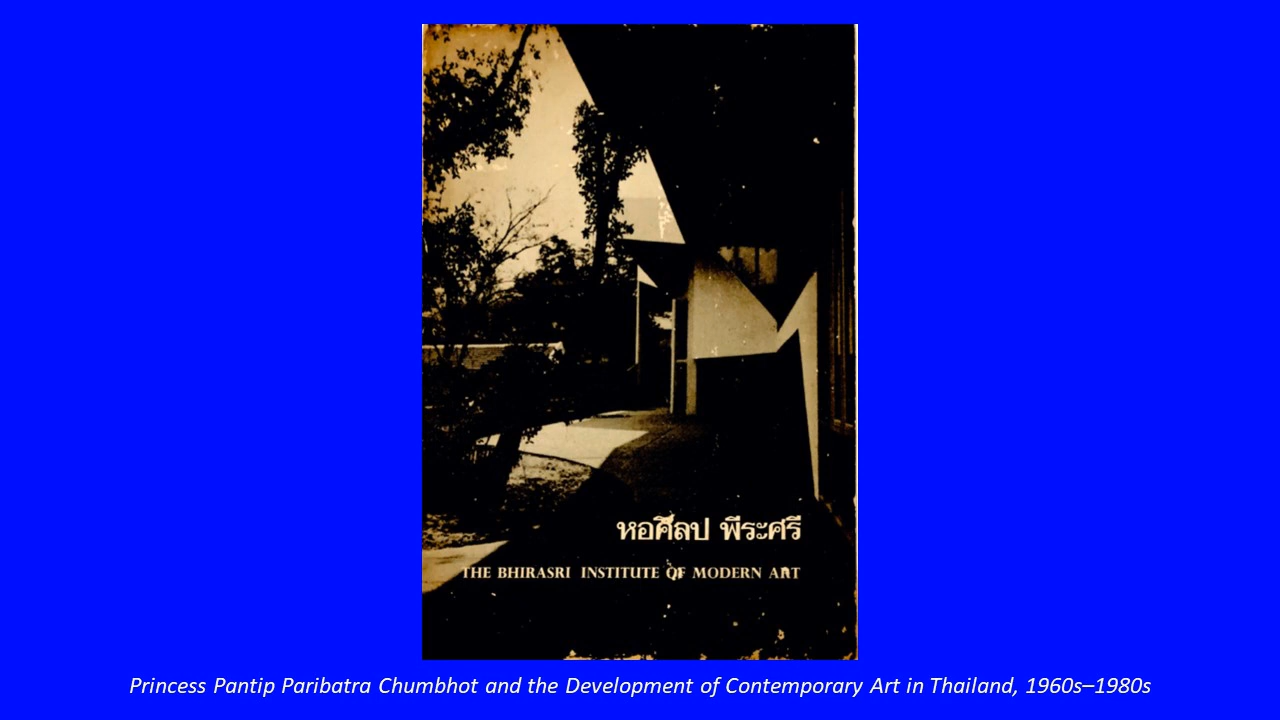 หอศิลป พีระศรี
THE BHIRASRI INSTITUTE OF MODERN ART
Princess Pantip Paribatra Chumbhot and the Development of Contemporary Art in Thailand, 1960s–1980s